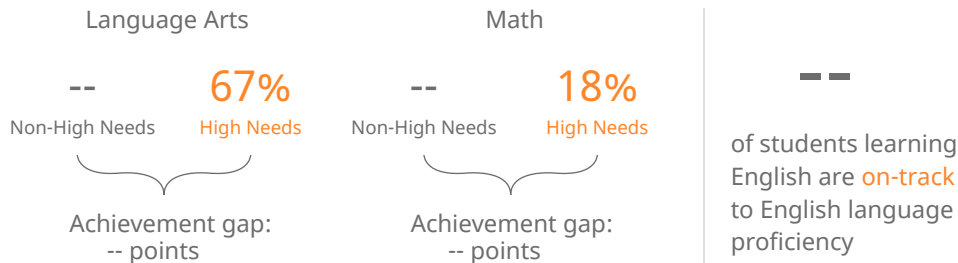 Language Arts
--
67%
Non-High Needs
High Needs
Achievement gap:
-- points
Math
--
18%
Non-High Needs
High Needs
Achievement gap:
-- points
--
of students learning
English are on-track
to English language
proficiency